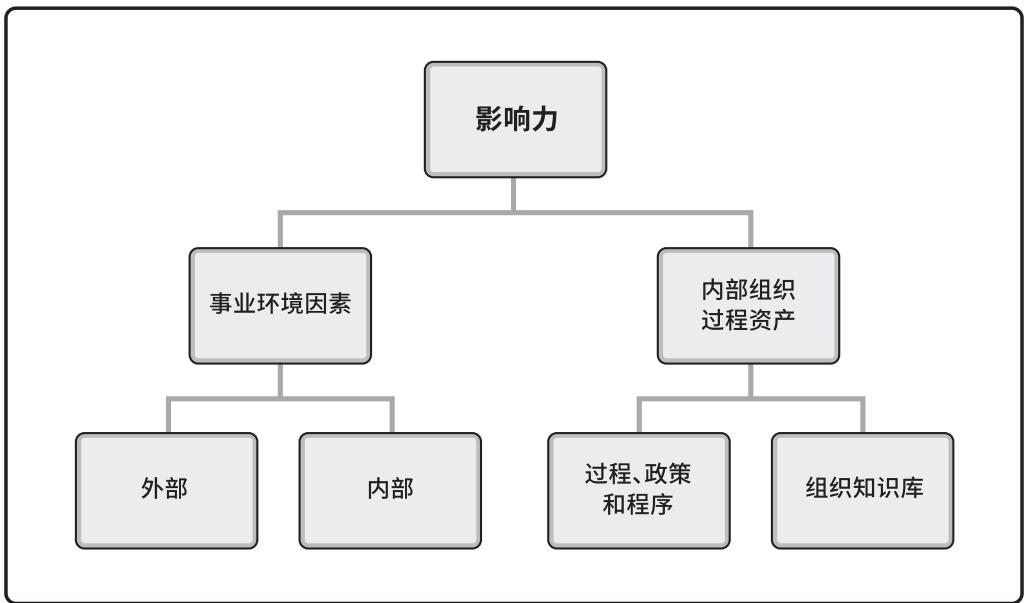 影响力
事业环境因素
内部组织
过程资产
外部
内部
过程、政策
和程序
组织知识库